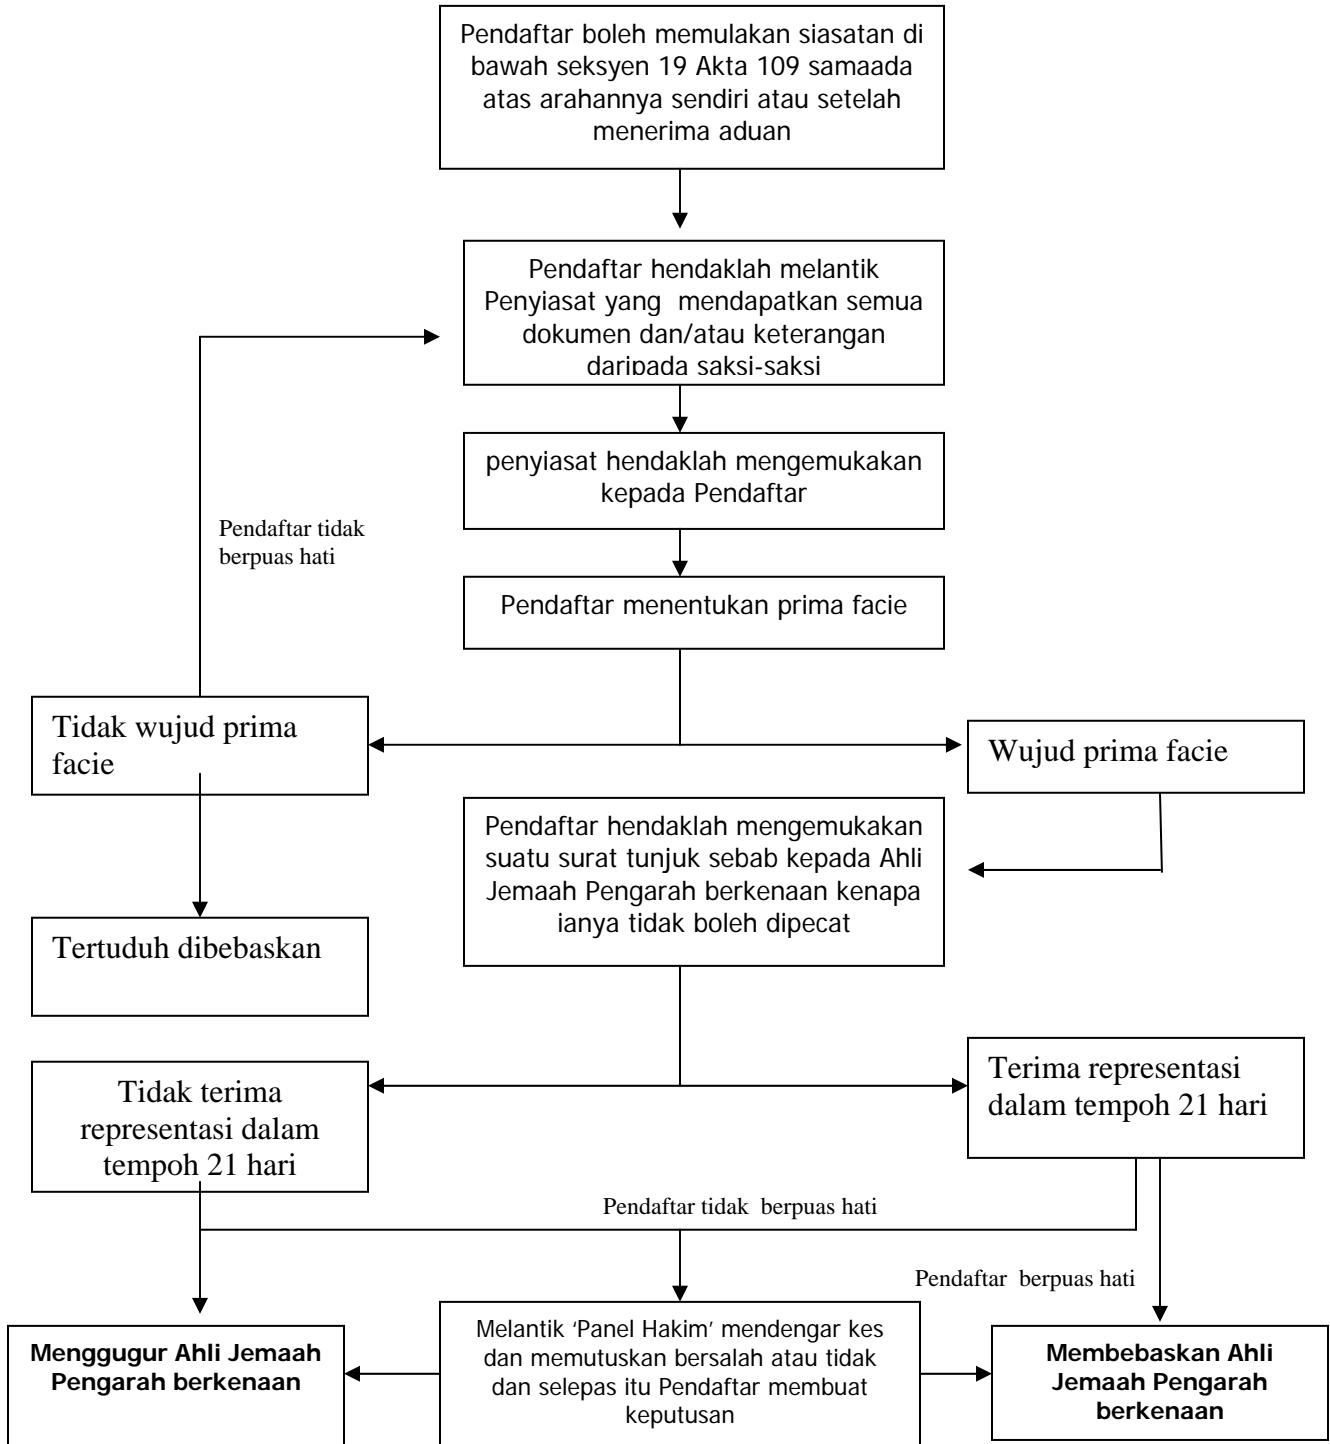 Pendaftar boleh memulakan siasatan di
bawah seksyen 19 Akta 109 samaada
atas arahannya sendiri atau setelah
menerima aduan
Pendaftar hendaklah melantik
Penyiasat yang mendapatkan semua
dokumen dan/atau keterangan
daripada saksi-saksi
penyiasat hendaklah mengemukakan
kepada Pendaftar
Pendaftar tidak
berpuas hati
Pendaftar menentukan prima facie
Tidak wujud prima
facie
Wujud prima facie
Pendaftar hendaklah mengemukakan
suatu surat tunjuk sebab kepada Ahli
Jemaah Pengarah berkenaan kenapa
ianya tidak boleh dipecat
Tertuduh dibebaskan
Tidak terima
representasi dalam
tempoh 21 hari
Terima representasi
dalam tempoh 21 hari
Pendaftar tidak berpuas hati
Pendaftar berpuas hati
Menggugur Ahli Jemaah
Pengarah berkenaan
Melantik ‘Panel Hakim’ mendengar kes
dan memutuskan bersalah atau tidak
dan selepas itu Pendaftar membuat
keputusan
Membebaskan Ahli
Jemaah Pengarah
berkenaan